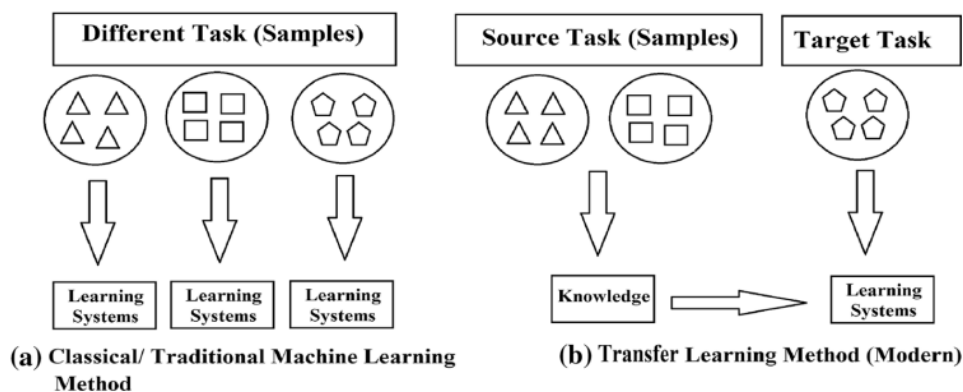 Different Task (Samples)
Source Task (Samples)
Target Task
Learning
Systems
Learning
Systems
Learning
Systems
Knowledge
Learning
Systems
(a) Classical/ Traditional Machine Learning
Method
(b) Transfer Learning Method (Modern)